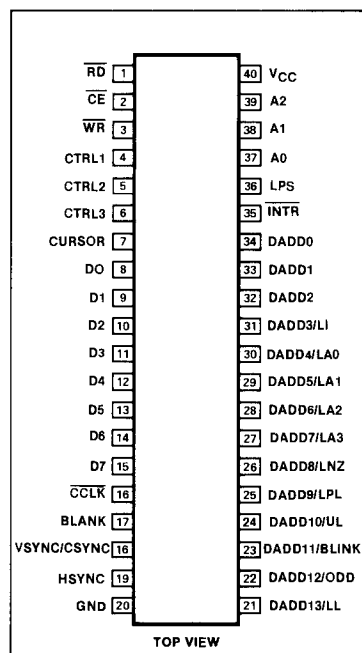 RD 1 40 VCC
CE 2 39 A2
WR 3 38 A1
CTRL1 4 37 A0
CTRL2 5 36 LPS
CTRL3 6 35 INTR
CURSOR 7 34 DADD0
DO 8 33 DADD1
D1 9 32 DADD2
D2 10 31 DADD3/LI
D3 11 30 DADD4/LA0
D4 12 29 DADD5/LA1
D5 13 28 DADD6/LA2
D6 14 27 DADD7/LA3
D7 15 26 DADD8/LNZ
CCLK 16 25 DADD9/LPL
BLANK 17 24 DADD10/UL
VSYNC/CSYNC 16 23 DADD11/BLINK
HSYNC 19 22 DADD12/ODD
GND 20 21 DADD13/LL
TOP VIEW